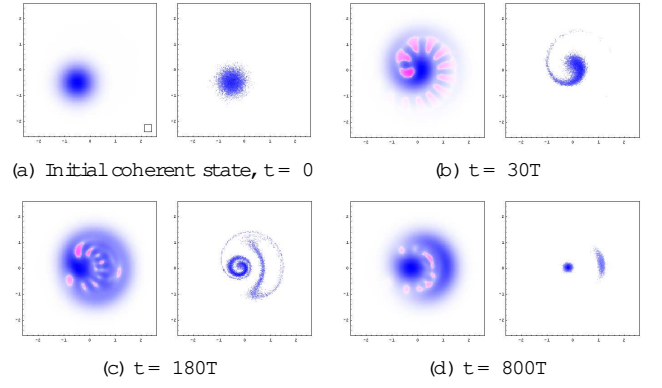 (a) Initial coherent state, t = 0
(b) t = 30T
(c) t = 180T
(d) t = 800T